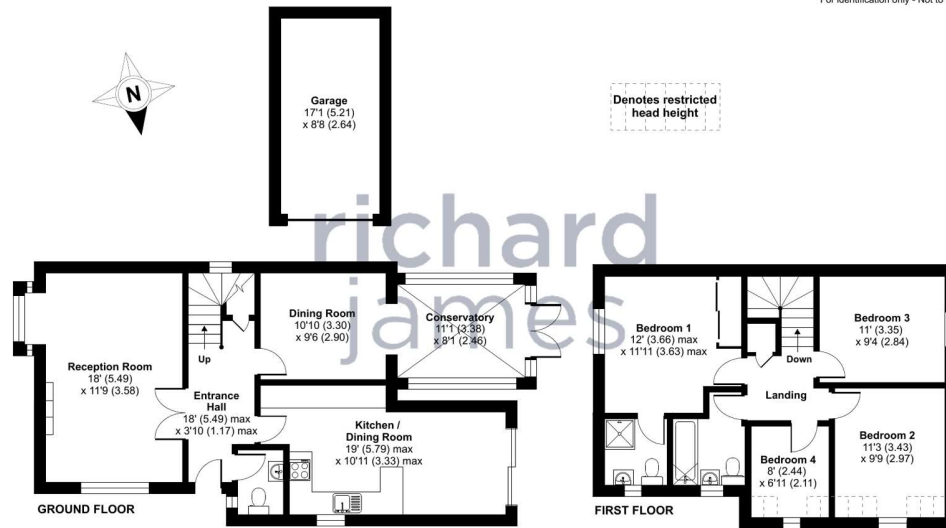 For identification only - Not to
N
Garage
17'1 (5.21)
x 8'8 (2.64)
Denotes restricted
head height
richard
james
Reception Room
18' (5.49)
x 11'9 (3.58)
Up
Entrance
Hall
18' (5.49) max
x 3'10 (1.17) max
Dining Room
10'10 (3.30)
x 9'6 (2.90)
Conservatory
11'1 (3.38)
x 8'1 (2.46)
Kitchen /
Dining Room
19' (5.79) max
x 10'11 (3.33) max
GROUND FLOOR
Bedroom 1
12' (3.66) max
x 11'11 (3.63) max
Down
Landing
Bedroom 3
11' (3.35)
x 9'4 (2.84)
Bedroom 4
8' (2.44)
x 6'11 (2.11)
Bedroom 2
11'3 (3.43)
x 9'9 (2.97)
FIRST FLOOR